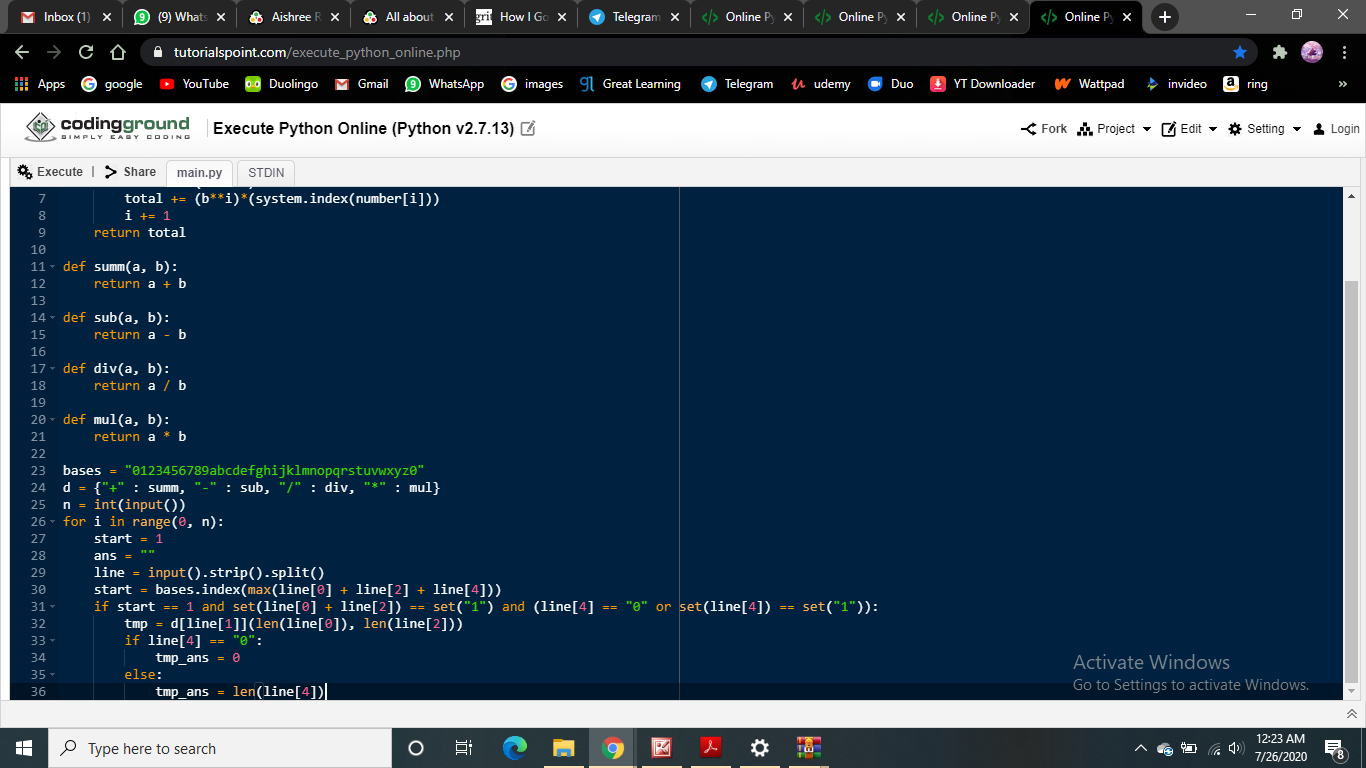 Inbox (1)
(9) Whats
Aishree R
All about
grit
How I Go
Telegram
Online Py
Online Py
Online Py
Online Py
tutorialspoint.com/execute_python_online.php
Apps
google
YouTube
Duolingo
Gmail
WhatsApp
images
Great Learning
Telegram
udemy
Duo
YT Downloader
Wattpad
invideo
ring
»
codingground
SIMPLY EASY CODING
Execute Python Online (Python v2.7.13)
Fork
Project
Edit
Setting
Login
Execute | Share
main.py
STDIN
7 total += (b**i)*(system.index(number[i]))
8 i += 1
9 return total
10
11 def summ(a, b):
12 return a + b
13
14 def sub(a, b):
15 return a - b
16
17 def div(a, b):
18 return a / b
19
20 def mul(a, b):
21 return a * b
22
23 bases = "0123456789abcdefghijklmnopqrstuvwxyz0"
24 d = {"+" : summ, "-" : sub, "/" : div, "*" : mul}
25 n = int(input())
26 for i in range(0, n):
27 start = 1
28 ans = ""
29 line = input().strip().split()
30 start = bases.index(max(line[0] + line[2] + line[4]))
31 if start == 1 and set(line[0] + line[2]) == set("1") and (line[4] == "0" or set(line[4]) == set("1")):
32 tmp = d[line[1]](len(line[0]), len(line[2]))
33 if line[4] == "0":
34 tmp_ans = 0
35 else:
36 tmp_ans = len(line[4])
Activate Windows
Go to Settings to activate Windows.
Type here to search
12:23 AM
7/26/2020
8